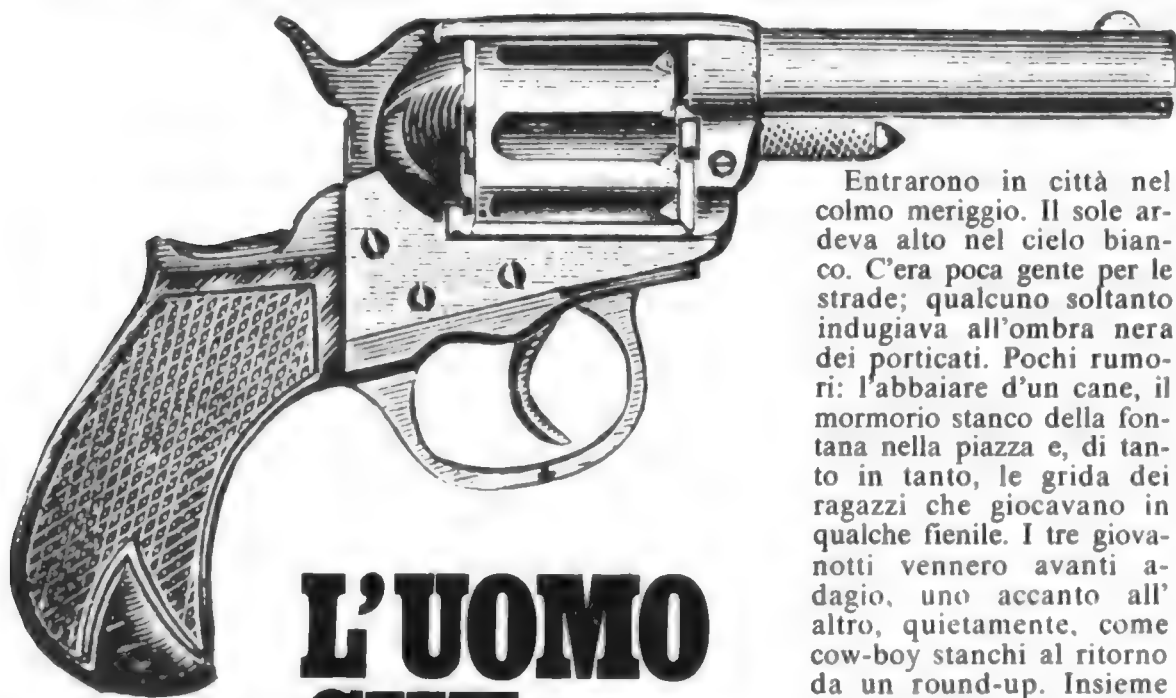 L'UOMO
Entrarono in città nel
colmo meriggio. Il sole ar-
deva alto nel cielo bian-
co. C'era poca gente per le
strade; qualcuno soltanto
indugiava all'ombra nera
dei porticati. Pochi rumo-
ri: l'abbaiare d'un cane, il
mormorio stanco della fon-
tana nella piazza e, di tan-
to in tanto, le grida dei
ragazzi che giocavano in
qualche fienile. I tre giova-
notti vennero avanti a-
dagio, uno accanto all'
altro, quietamente, come
cow-boy stanchi al ritorno
da un round-up. Insieme